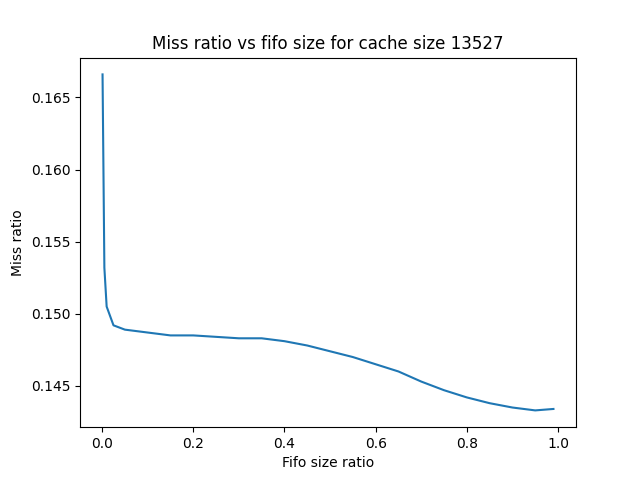 Miss ratio vs fifo size for cache size 13527
Miss ratio
0.165
0.160
0.155
0.150
0.145
0.0 0.2 0.4 0.6 0.8 1.0
Fifo size ratio